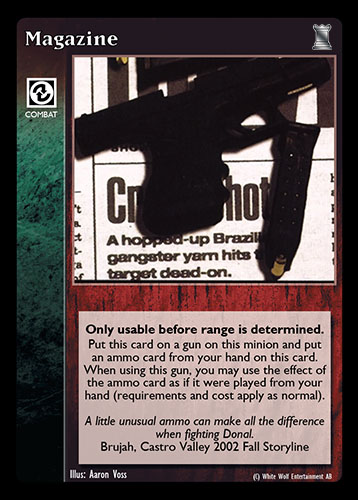 Magazine
COMBAT
Cr hot
A hopped-up Brazil
gangster yarn hits
target dead-on.
Only usable before range is determined.
Put this card on a gun on this minion and put
an ammo card from your hand on this card.
When using this gun, you may use the effect of
the ammo card as if it were played from your
hand (requirements and cost apply as normal).
A little unusual ammo can make all the difference
when fighting Donal.
Brujah, Castro Valley 2002 Fall Storyline
Illus: Aaron Voss
(C) White Wolf Entertainment AB